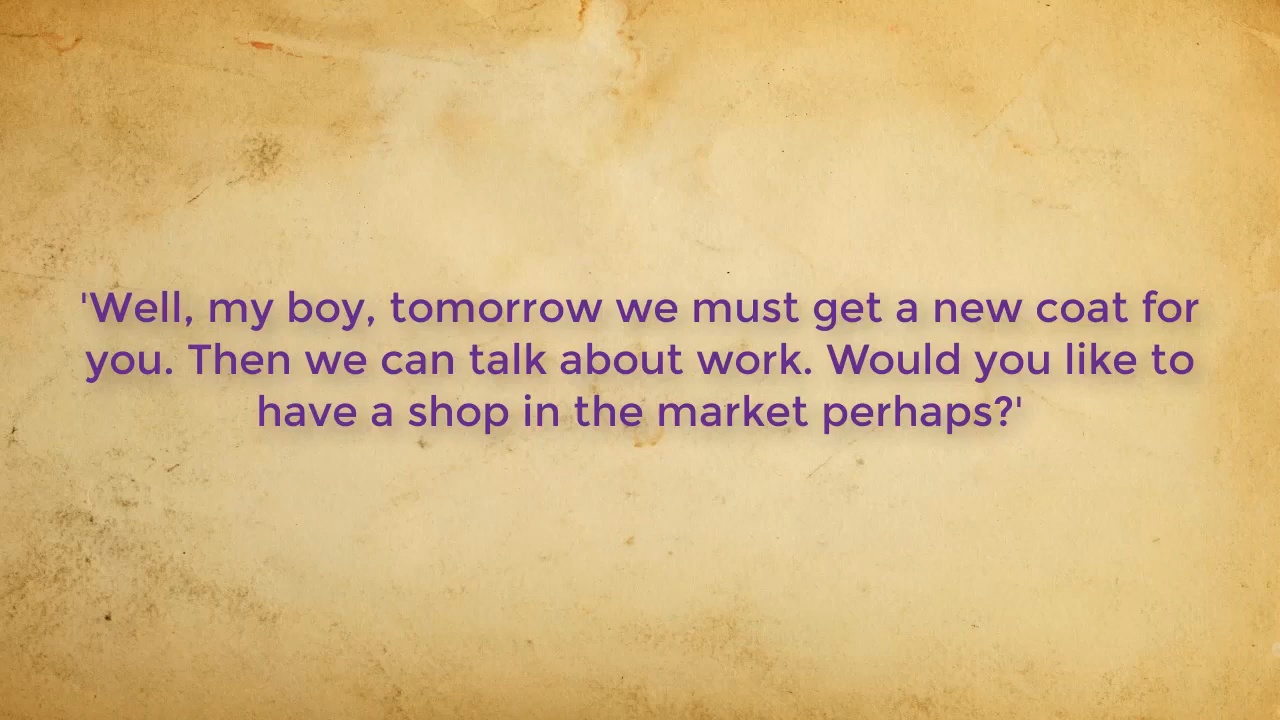 'Well, my boy, tomorrow we must get a new coat for
you. Then we can talk about work. Would you like to
have a shop in the market perhaps?'